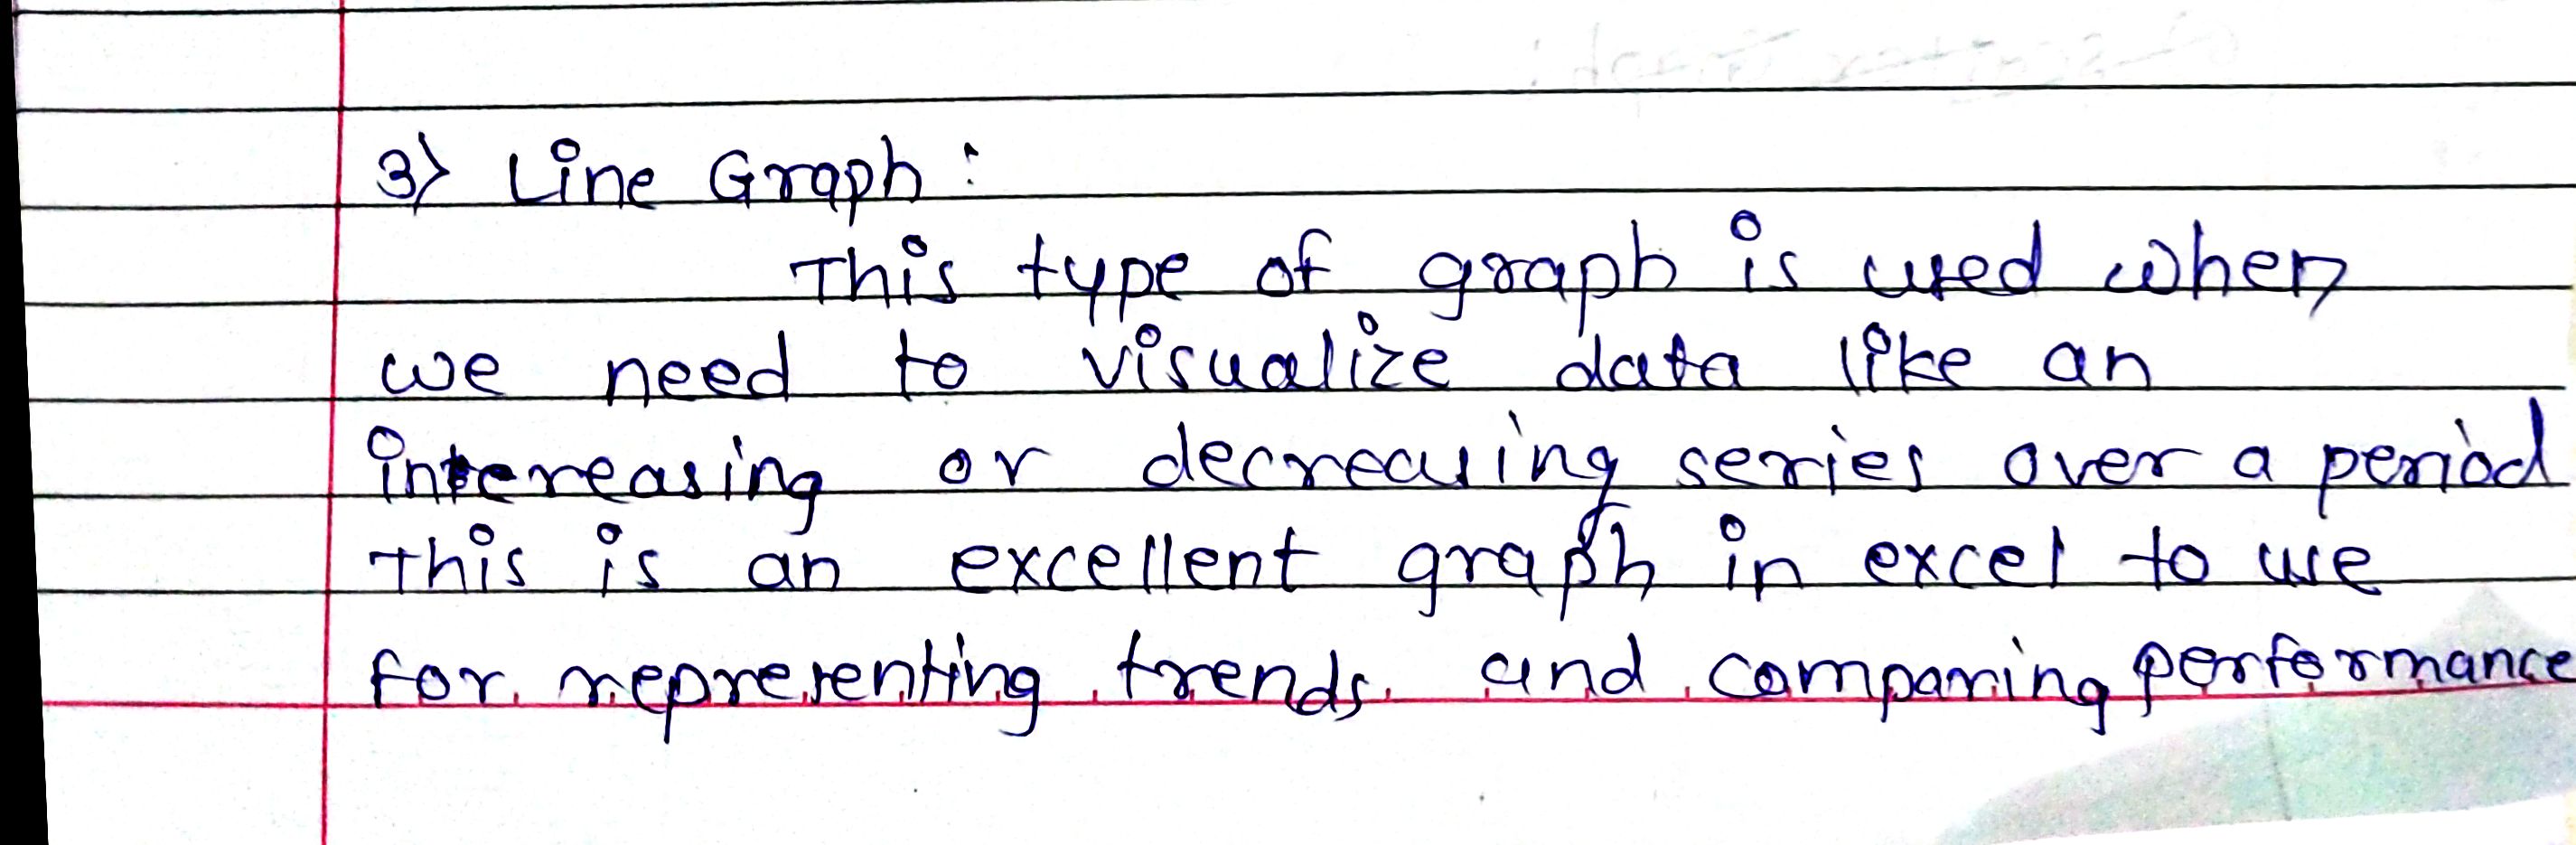 3) Line Graph :
This type of graph is used when
we need to visualize data like an
intereasing or decreasing series over a period
This is an excellent graph in excel to use
for representing trends and comparing performance